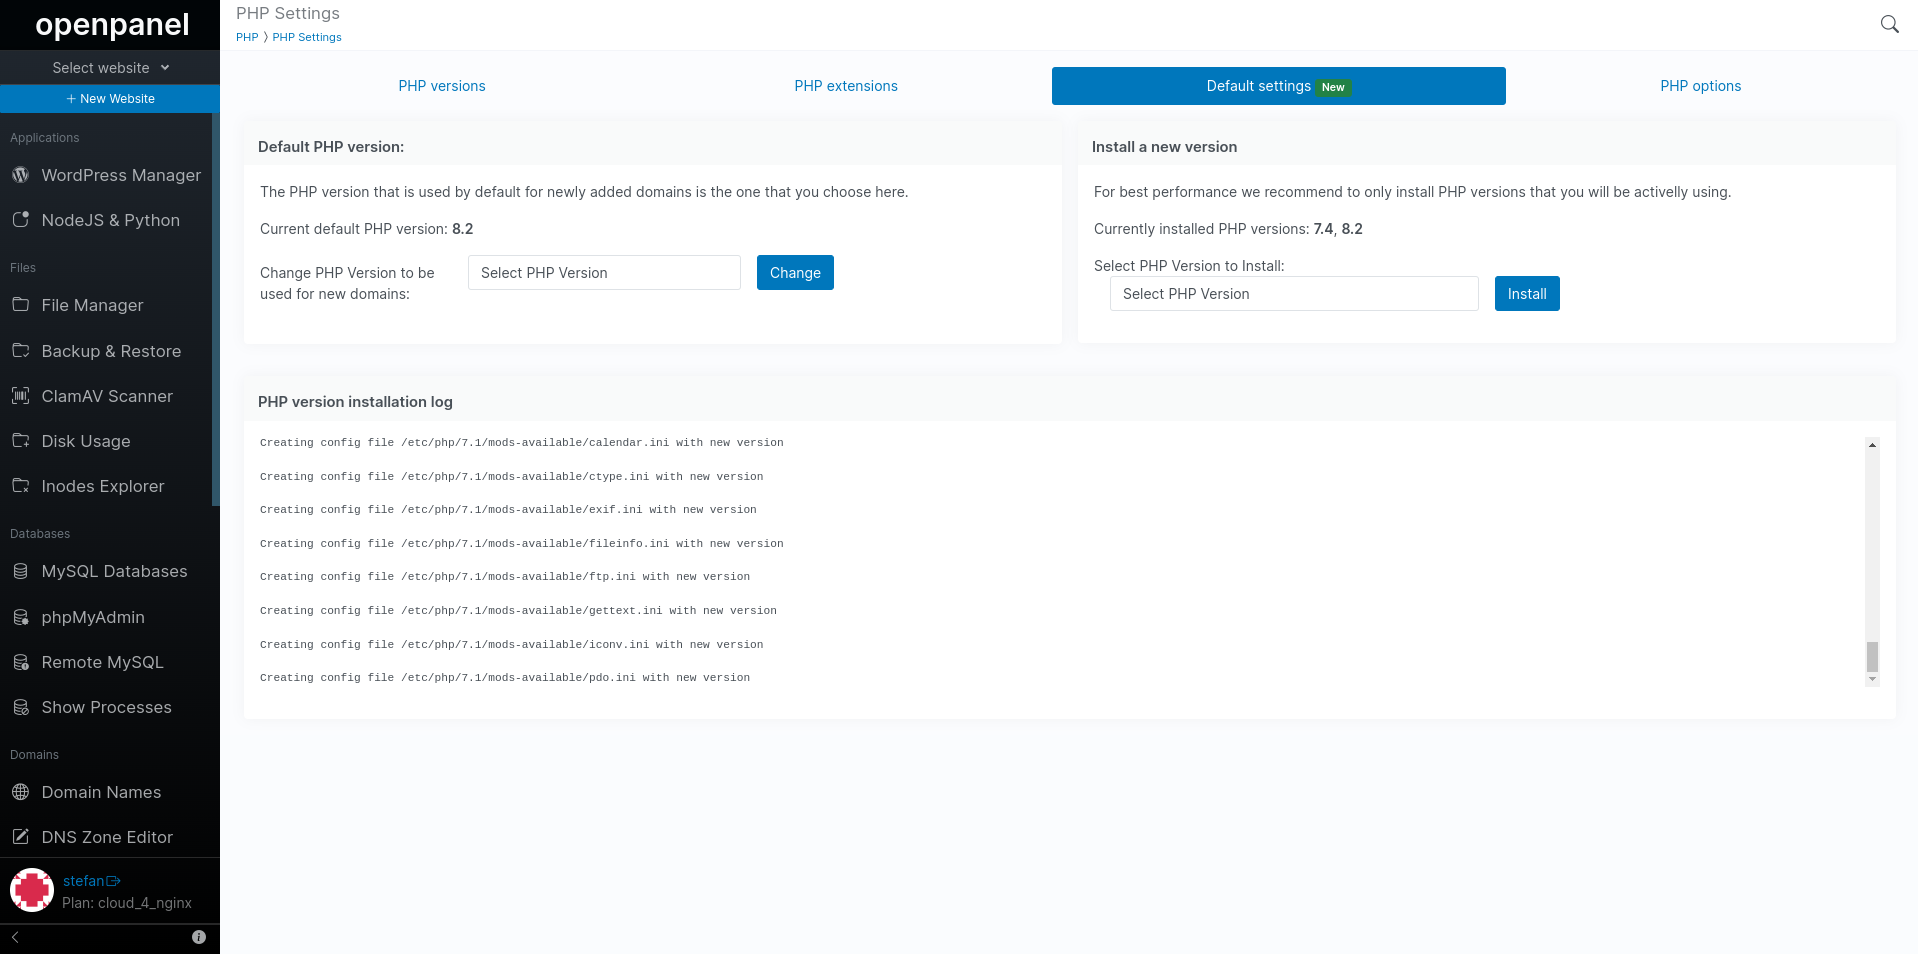 openpanel
Select website
+ New Website
Applications
WordPress Manager
NodeJS & Python
Files
File Manager
Backup & Restore
ClamAV Scanner
Disk Usage
Inodes Explorer
Databases
MySQL Databases
phpMyAdmin
Remote MySQL
Show Processes
Domains
Domain Names
DNS Zone Editor
stefan
Plan: cloud_4_nginx
PHP Settings
PHP 〉 PHP Settings
PHP versions
PHP extensions
Default settings New
PHP options
Default PHP version:
The PHP version that is used by default for newly added domains is the one that you choose here.
Current default PHP version: 8.2
Change PHP Version to be
used for new domains:
Select PHP Version
Change
Install a new version
For best performance we recommend to only install PHP versions that you will be activelly using.
Currently installed PHP versions: 7.4, 8.2
Select PHP Version to Install:
Select PHP Version
Install
PHP version installation log
Creating config file /etc/php/7.1/mods-available/calendar.ini with new version
Creating config file /etc/php/7.1/mods-available/ctype.ini with new version
Creating config file /etc/php/7.1/mods-available/exif.ini with new version
Creating config file /etc/php/7.1/mods-available/fileinfo.ini with new version
Creating config file /etc/php/7.1/mods-available/ftp.ini with new version
Creating config file /etc/php/7.1/mods-available/gettext.ini with new version
Creating config file /etc/php/7.1/mods-available/iconv.ini with new version
Creating config file /etc/php/7.1/mods-available/pdo.ini with new version